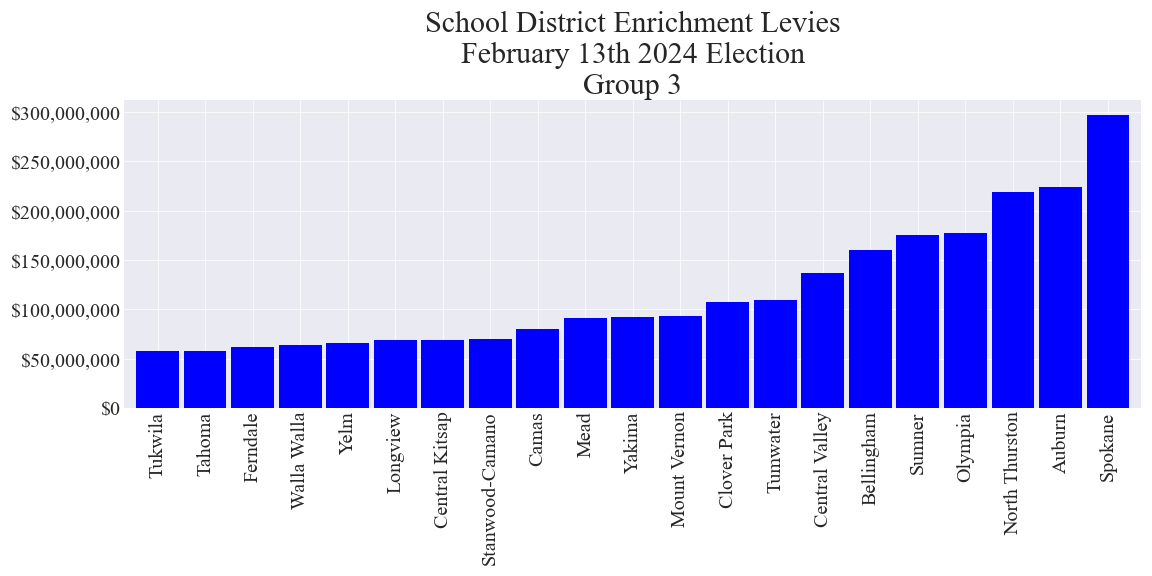 School District Enrichment Levies
February 13th 2024 Election
Group 3
$300,000,000
$250,000,000
$200,000,000
$150,000,000
$100,000,000
$50,000,000
$0
Tukwila
Tahoma
Ferndale
Walla Walla
Yelm
Longview
Central Kitsap
Stanwood-Camano
Camas
Mead
Yakima
Mount Vernon
Clover Park
Tumwater
Central Valley
Bellingham
Sumner
Olympia
North Thurston
Auburn
Spokane